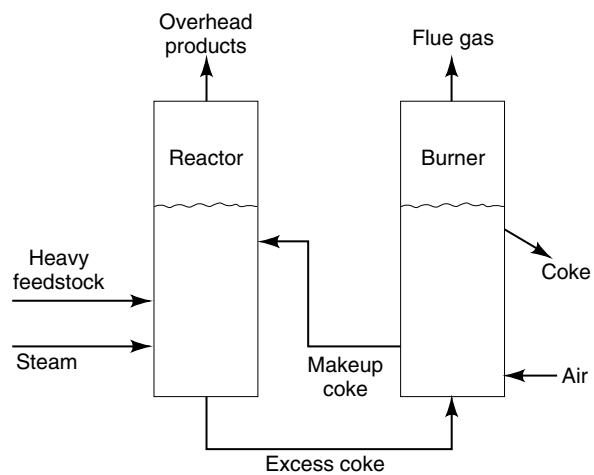 Overhead
products
Flue gas
Reactor
Burner
Heavy
feedstock
Coke
Steam
Makeup
coke
Air
Excess coke